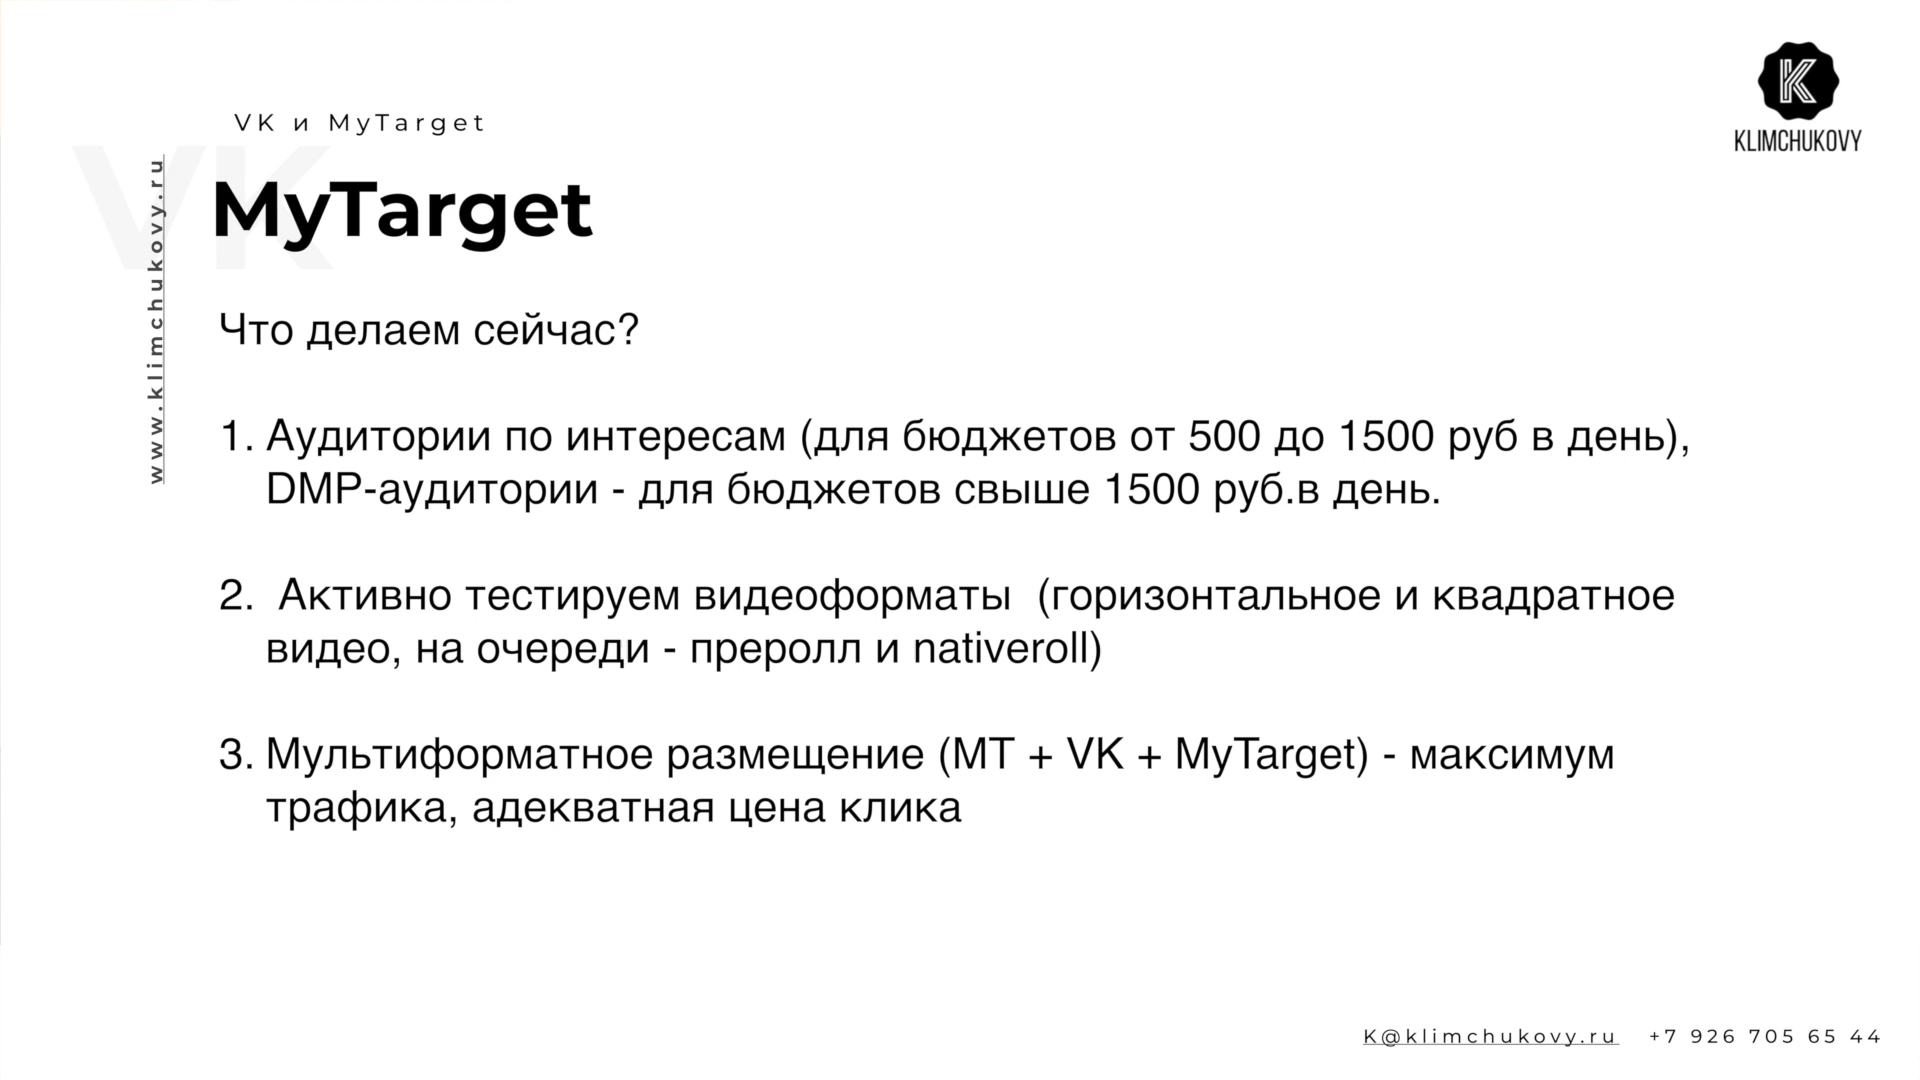 VK и MyTarget
KLIMCHUKOVY
VK
MyTarget
www.klimchukovy.ru
Что делаем сейчас?
1. Аудитории по интересам (для бюджетов от 500 до 1500 руб в день),
DMP-аудитории - для бюджетов свыше 1500 руб.в день.
2. Активно тестируем видеоформаты (горизонтальное и квадратное
видео, на очереди - преролл и nativeroll)
3. Мультиформатное размещение (МТ + VK + MyTarget) - максимум
трафика, адекватная цена клика
K@klimchukovy.ru +7 926 705 65 44